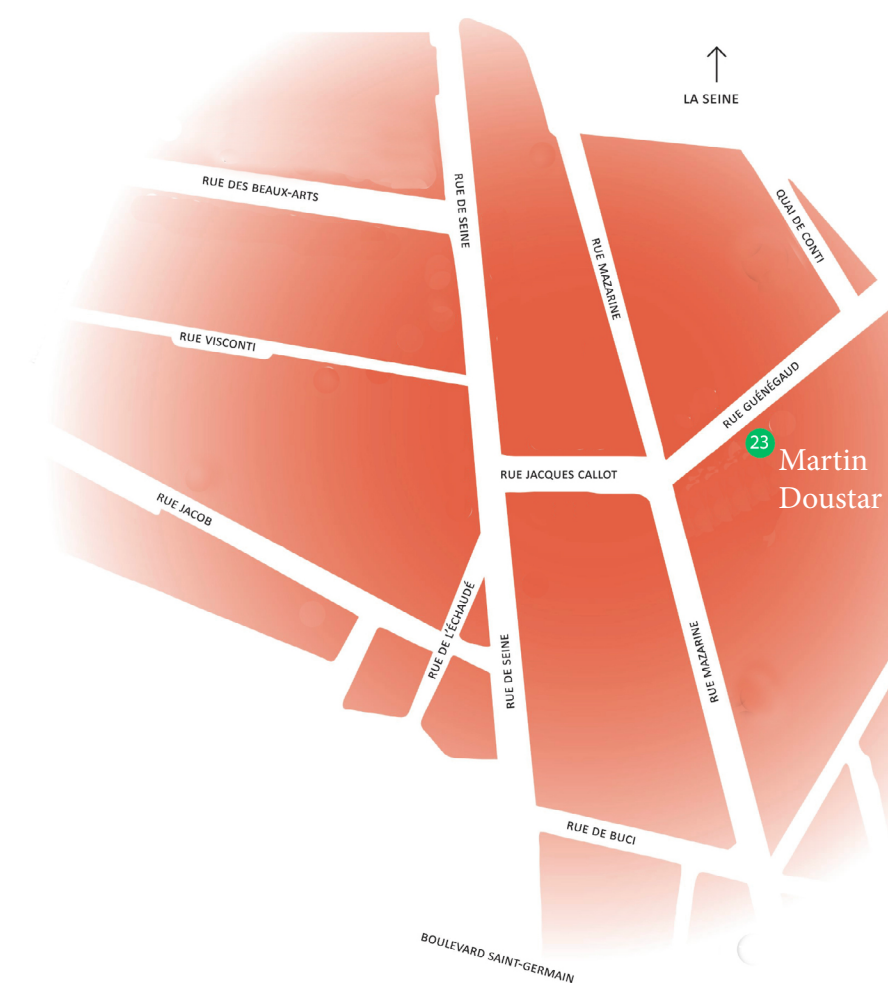 LA SEINE
RUE DES BEAUX-ARTS
RUE DE SEINE
QUAI DE CONTI
RUE MAZARINE
RUE VISCONTI
RUE GUÉNÉGAUD
23
Martin
Doustar
RUE JACQUES CALLOT
RUE JACOB
RUE DE L'ÉCHAUDÉ
RUE DE SEINE
RUE MAZARINE
RUE DE BUCI
BOULEVARD SAINT-GERMAIN